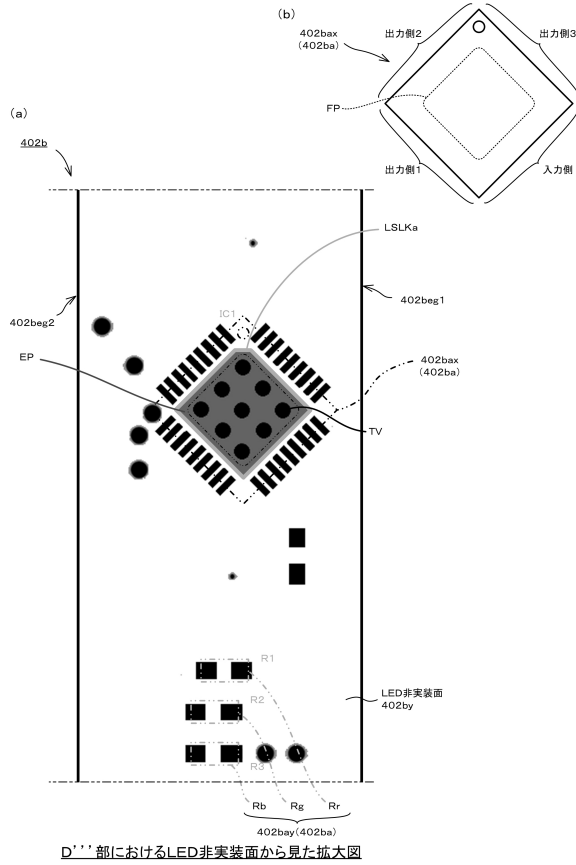 (b)
402bax
(402ba)
出力側2
出力側3
FP
出力側1
入力側
(a)
402b
LSLKa
402beg2
IC1
402beg1
EP
402bax
(402ba)
TV
R1
R2
LED非実装面
402by
R3
Rb
Rg
Rr
402bay(402ba)
D’’’部におけるLED非実装面から見た拡大図